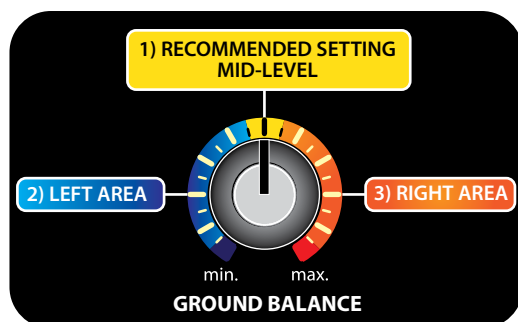 1) RECOMMENDED SETTING
MID-LEVEL
2) LEFT AREA
3) RIGHT AREA
min.
max.
GROUND BALANCE